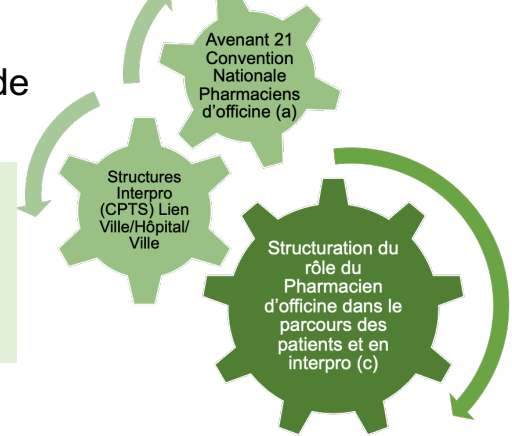 de
Avenant 21
Convention
Nationale
Pharmaciens
d'officine (a)
Structures
Interpro
(CPTS) Lien
Ville/Hôpital/
Ville
Structuration du
rôle du
Pharmacien
d'officine dans le
parcours des
patients et en
interpro (c)